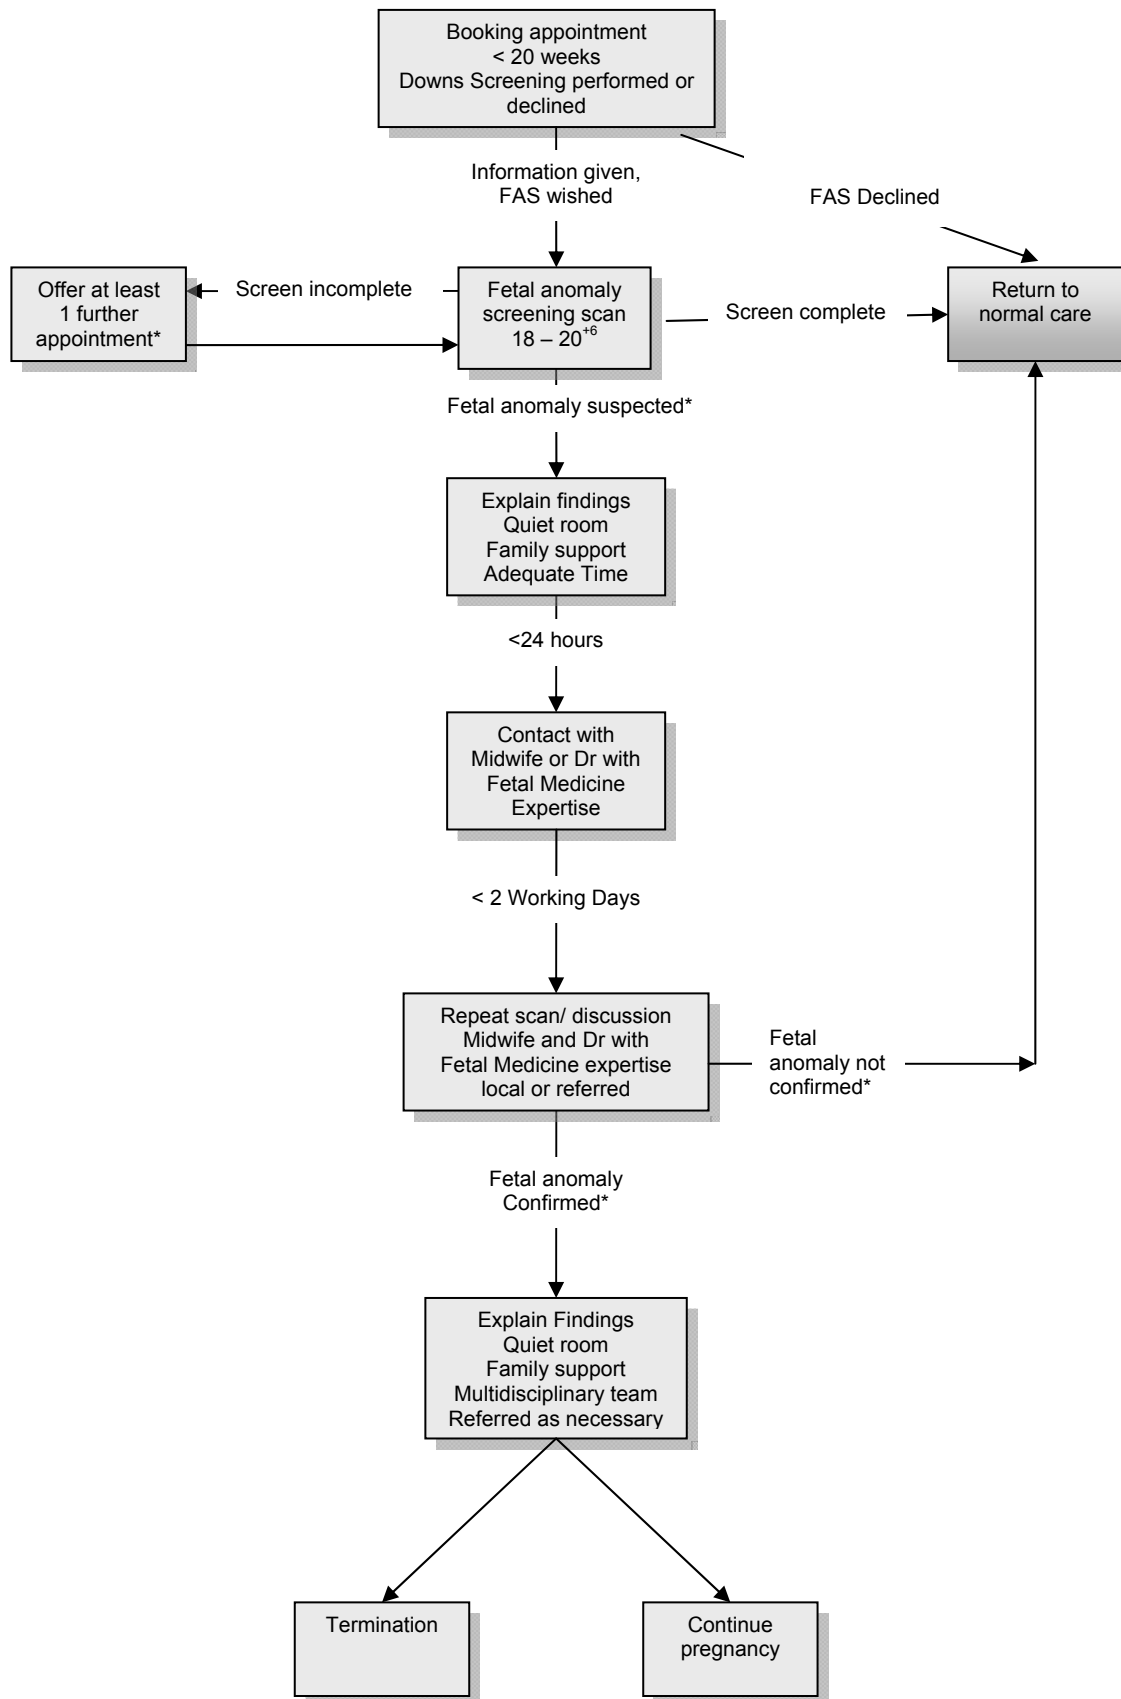 Booking appointment
< 20 weeks
Downs Screening performed or
declined
Information given,
FAS wished
FAS Declined
Offer at least
1 further
appointment*
Screen incomplete
Fetal anomaly
screening scan
18 – 20+6
Screen complete
Return to
normal care
Fetal anomaly suspected*
Explain findings
Quiet room
Family support
Adequate Time
<24 hours
Contact with
Midwife or Dr with
Fetal Medicine
Expertise
< 2 Working Days
Repeat scan/ discussion
Midwife and Dr with
Fetal Medicine expertise
local or referred
Fetal
anomaly not
confirmed*
Fetal anomaly
Confirmed*
Explain Findings
Quiet room
Family support
Multidisciplinary team
Referred as necessary
Termination
Continue
pregnancy